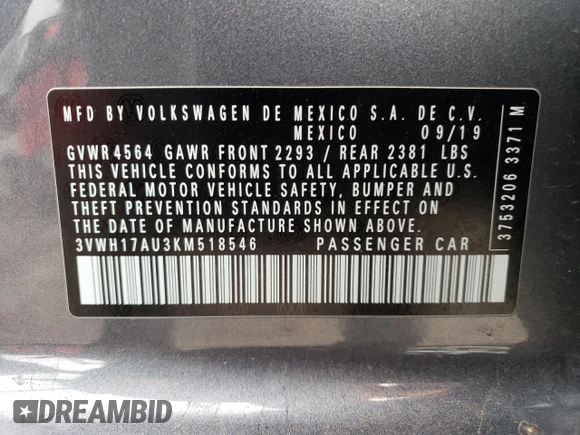 MFD BY VOLKSWAGEN DE MEXICO S.A. DE C.V.
MEXICO 09/19
GVWR 4564 GAWR FRONT 2293 / REAR 2381 LBS
THIS VEHICLE CONFORMS TO ALL APPLICABLE U.S.
FEDERAL MOTOR VEHICLE SAFETY, BUMPER AND
THEFT PREVENTION STANDARDS IN EFFECT ON THE
DATE OF MANUFACTURE SHOWN ABOVE.
3VWH17AU3KM518546 PASSENGER CAR
3753206 3371 M
DREAMBID